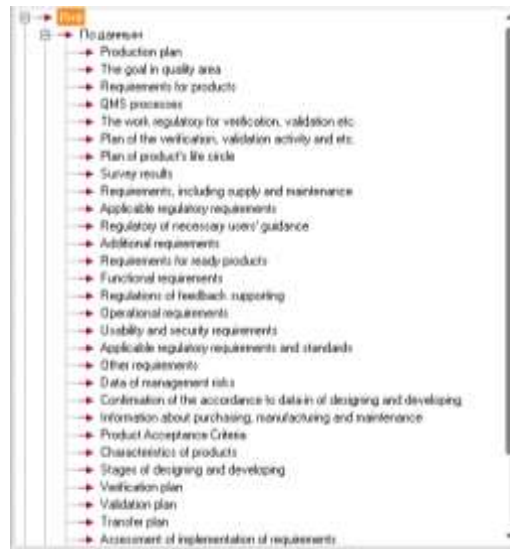 По данным
Production plan
The goal in quality area
Requirements for products
QMS processes
The work regulatory for verification, validation etc
Plan of the verification, validation activity and etc.
Plan of product's life circle
Survey results
Requirements, including supply and maintenance
Applicable regulatory requirements
Regulatory of necessary users' guidance
Additional requirements
Requirements for ready products
Functional requirements
Regulations of feedback supporting
Operational requirements
Usability and security requirements
Applicable regulatory requirements and standards
Other requirements
Data of management risks
Confirmation of the accordance to data in of designing and developing
Information about purchasing, manufacturing and maintenance
Product Acceptance Criteria
Characteristics of products
Stages of designing and developing
Verification plan
Validation plan
Transfer plan
Assessment of implementation of requirements